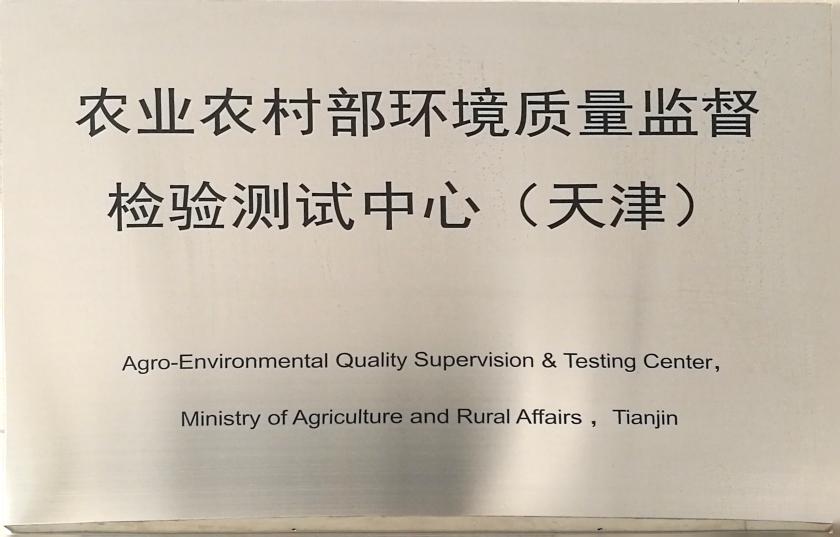 农业农村部环境质量监督
检验测试中心（天津）
Agro-Environmental Quality Supervision & Testing Center，
Ministry of Agriculture and Rural Affairs ，Tianjin